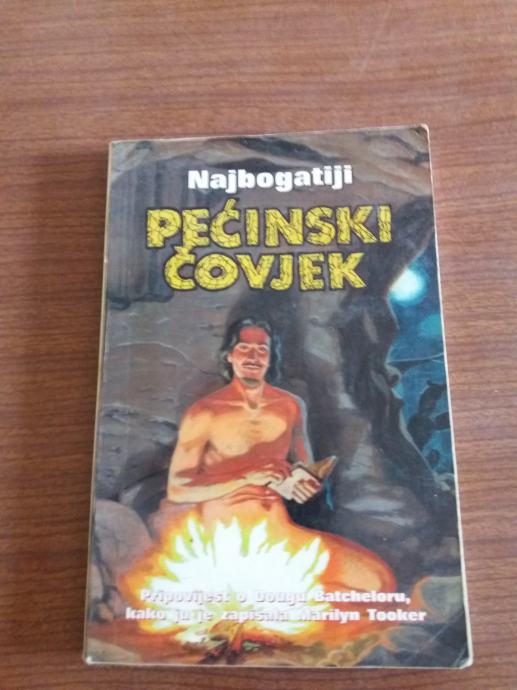 Najbogatiji
PEĆINSKI
ČOVJEK
Pripovijest o Dougu Batcheloru,
kako ju je zapisala Marilyn Tooker